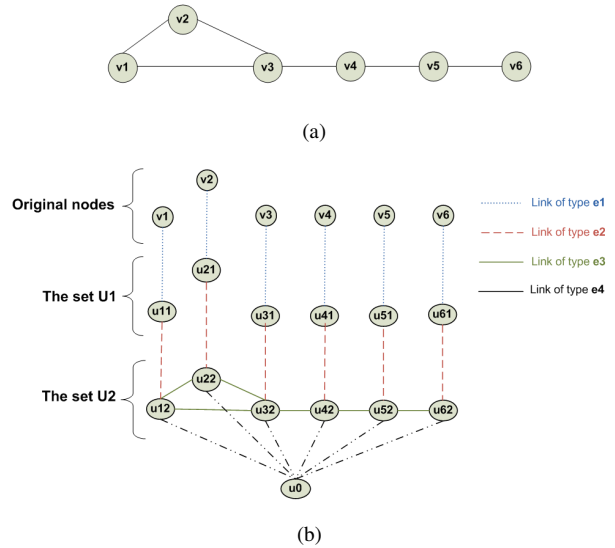 v2
v1
v3
v4
v5
v6
(a)
v2
Original nodes
v1
v3
v4
v5
v6
Link of type e1
Link of type e2
u21
The set U1
Link of type e3
u11
u31
u41
u51
u61
Link of type e4
u22
The set U2
u12
u32
u42
u52
u62
u0
(b)